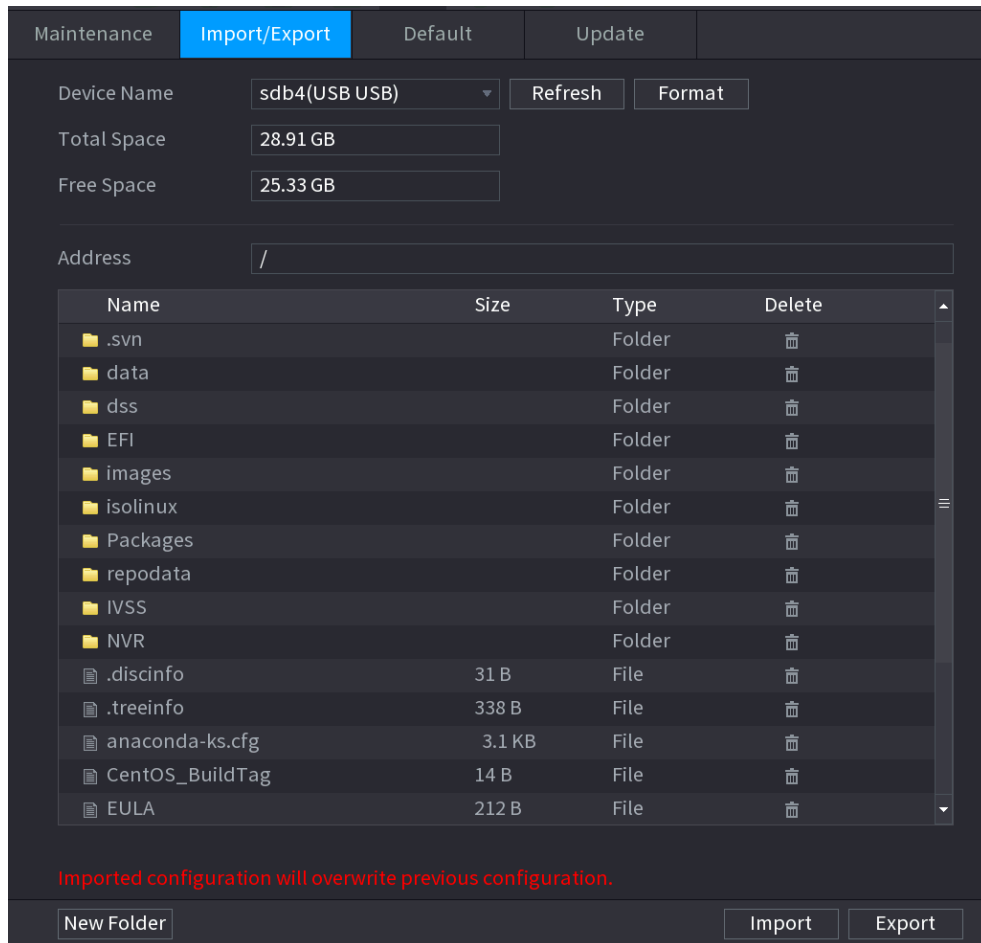 Maintenance Import/Export Default Update
Device Name sdb4(USB USB) Refresh Format
Total Space 28.91 GB
Free Space 25.33 GB
Address /
Name Size Type Delete
.svn Folder
data Folder
dss Folder
EFI Folder
images Folder
isolinux Folder
Packages Folder
repodata Folder
IVSS Folder
NVR Folder
.discinfo 31 B File
.treeinfo 338 B File
anaconda-ks.cfg 3.1 KB File
CentOS_BuildTag 14 B File
EULA 212 B File
Imported configuration will overwrite previous configuration.
New Folder Import Export